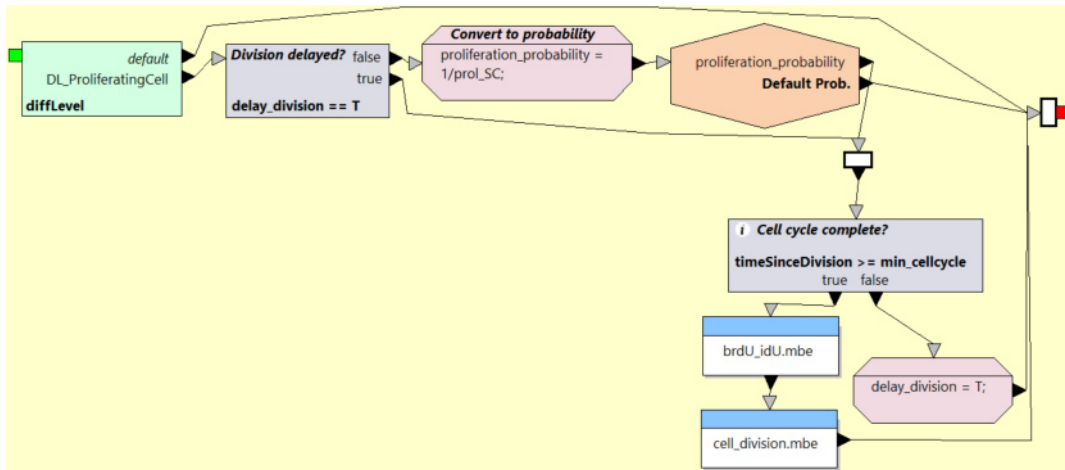 default
DL_ProliferatingCell
diffLevel
Division delayed?
false
true
delay_division == T
Convert to probability
proliferation_probability =
1/prol_SC;
proliferation_probability
Default Prob.
i Cell cycle complete?
timeSinceDivision >= min_cellcycle
true false
brdU_idU.mbe
delay_division = T;
cell_division.mbe